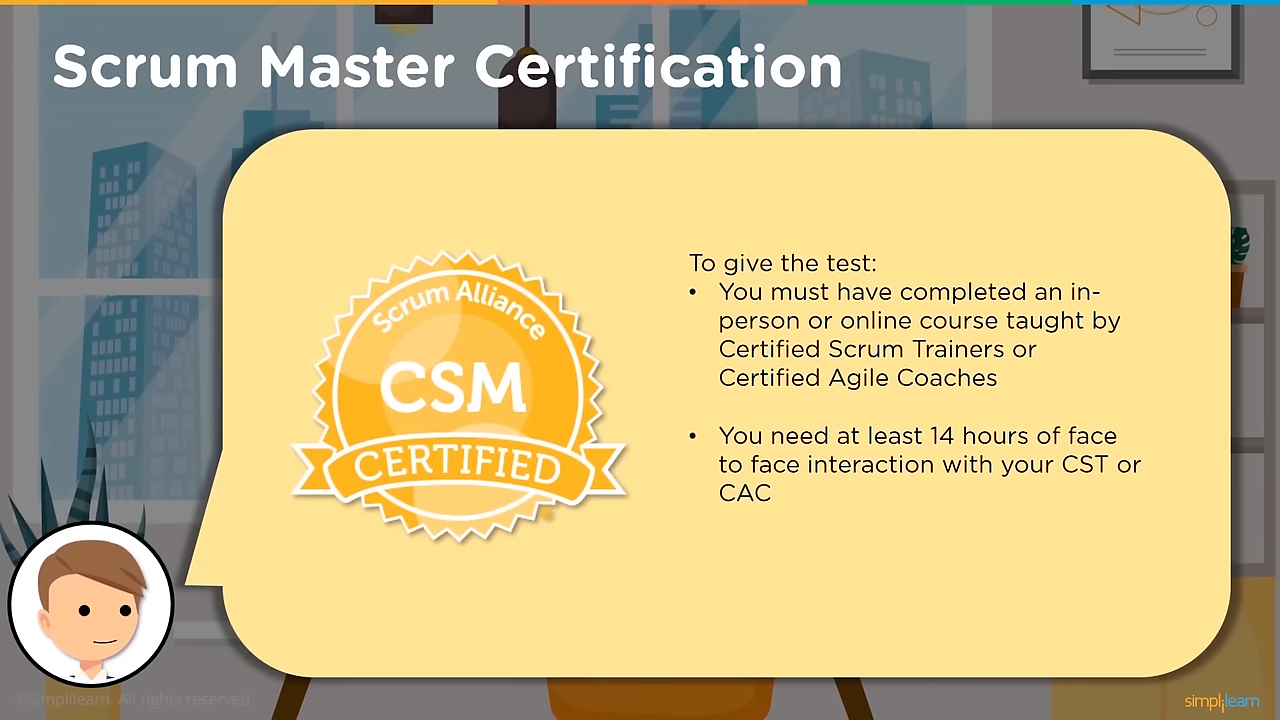 Scrum Master Certification
Scrum Alliance
CSM
CERTIFIED
To give the test:
• You must have completed an in-
person or online course taught by
Certified Scrum Trainers or
Certified Agile Coaches
• You need at least 14 hours of face
to face interaction with your CST or
CAC
©Simplilearn. All rights reserved.
simplilearn